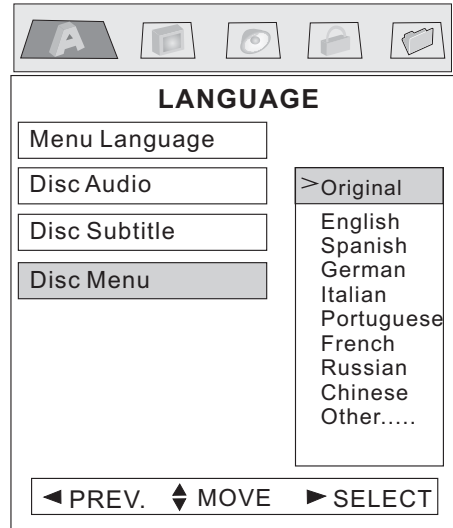 A
LANGUAGE
Menu Language
Disc Audio
Disc Subtitle
Disc Menu
>Original
English
Spanish
German
Italian
Portuguese
French
Russian
Chinese
Other.....
◄ PREV. ▲▼ MOVE ► SELECT